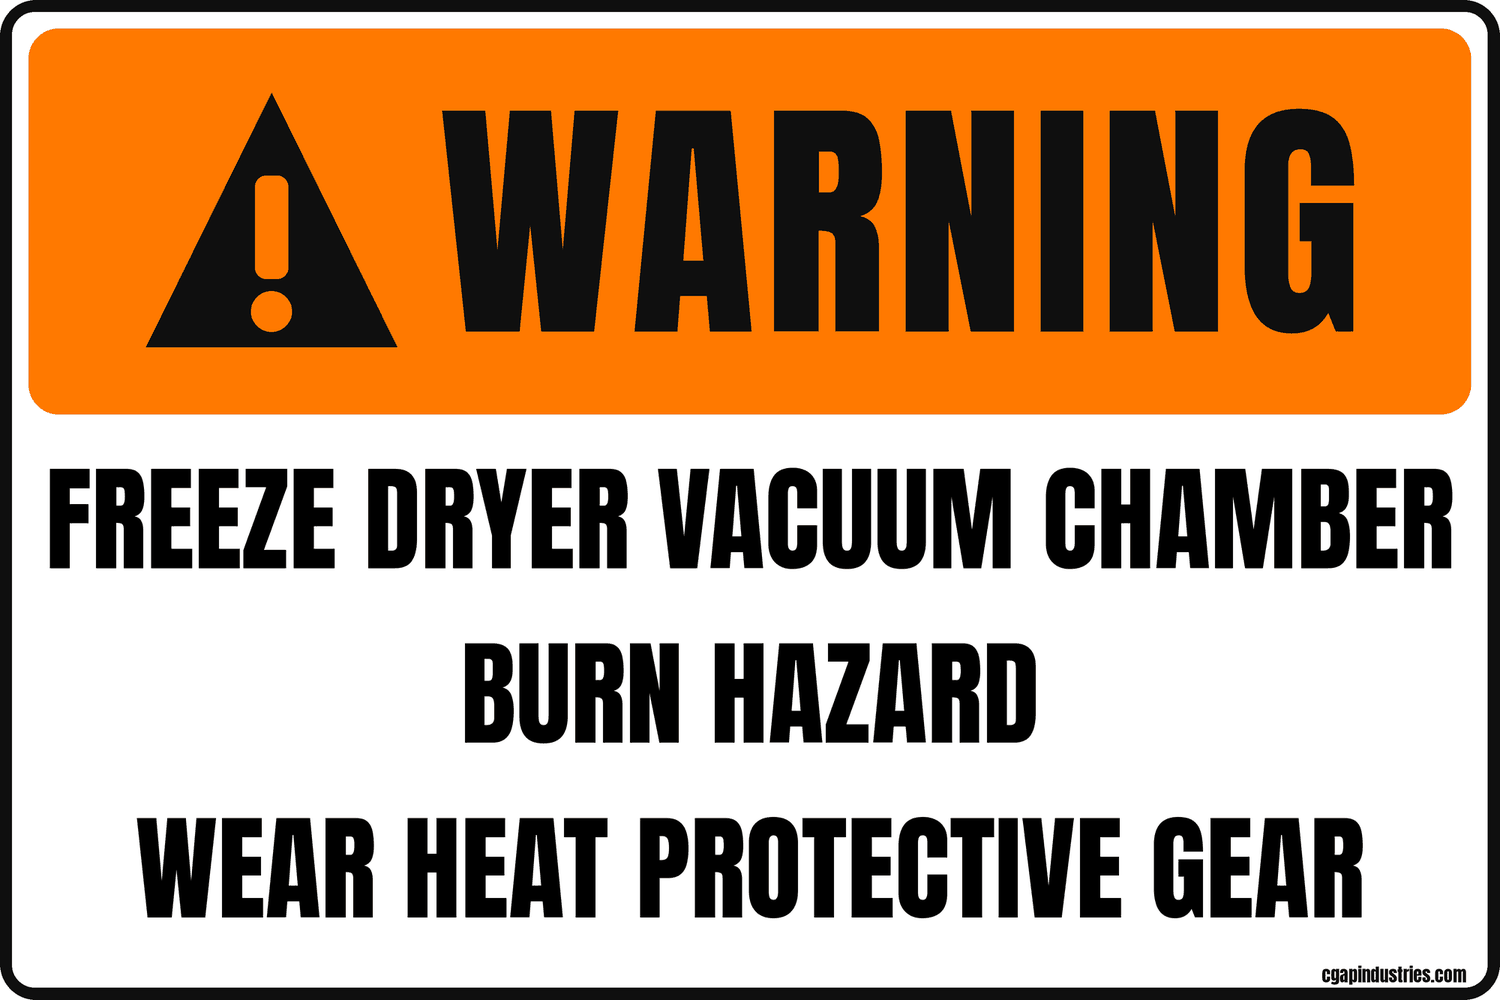 WARNING
FREEZE DRYER VACUUM CHAMBER
BURN HAZARD
WEAR HEAT PROTECTIVE GEAR
cgapindustries.com